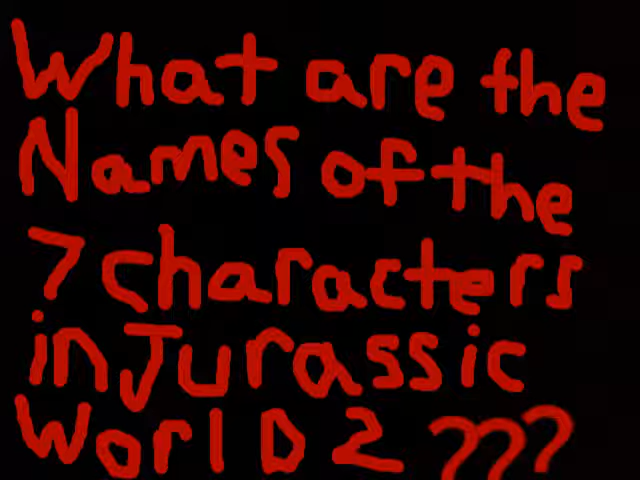 What are the
Names of the
7 characters
in Jurassic
WorlD 2 ???